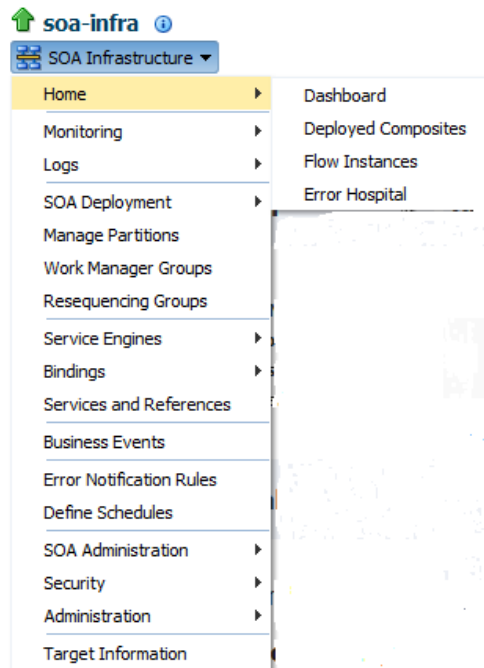 soa-infra
SOA Infrastructure
Home
Dashboard
Deployed Composites
Flow Instances
Error Hospital
Monitoring
Logs
SOA Deployment
Manage Partitions
Work Manager Groups
Resequencing Groups
Service Engines
Bindings
Services and References
Business Events
Error Notification Rules
Define Schedules
SOA Administration
Security
Administration
Target Information